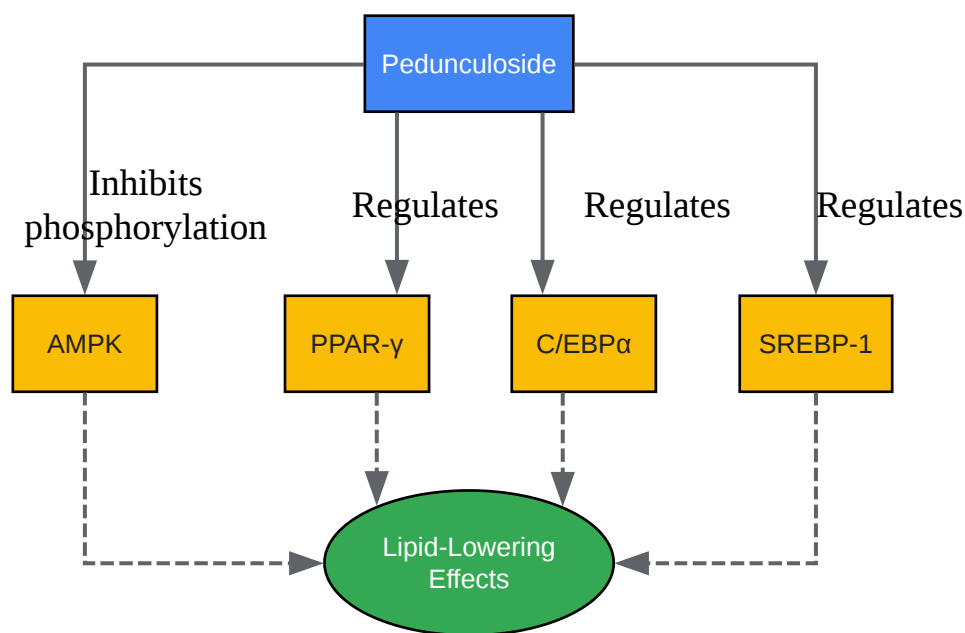 Pedunculoside
Inhibits
phosphorylation
Regulates
Regulates
Regulates
AMPK
PPAR-γ
C/EBPα
SREBP-1
Lipid-Lowering
Effects